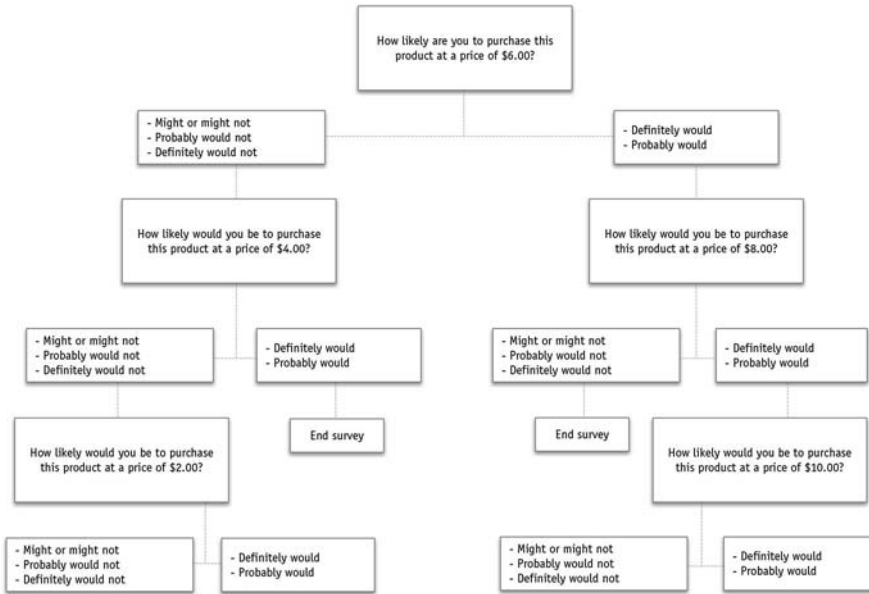 How likely are you to purchase this
product at a price of $6.00?
- Might or might not
- Probably would not
- Definitely would not
- Definitely would
- Probably would
How likely would you be to purchase
this product at a price of $4.00?
How likely would you be to purchase
this product at a price of $8.00?
- Might or might not
- Probably would not
- Definitely would not
- Definitely would
- Probably would
- Might or might not
- Probably would not
- Definitely would not
- Definitely would
- Probably would
How likely would you be to purchase
this product at a price of $2.00?
End survey
End survey
How likely would you be to purchase
this product at a price of $10.00?
- Might or might not
- Probably would not
- Definitely would not
- Definitely would
- Probably would
- Might or might not
- Probably would not
- Definitely would not
- Definitely would
- Probably would